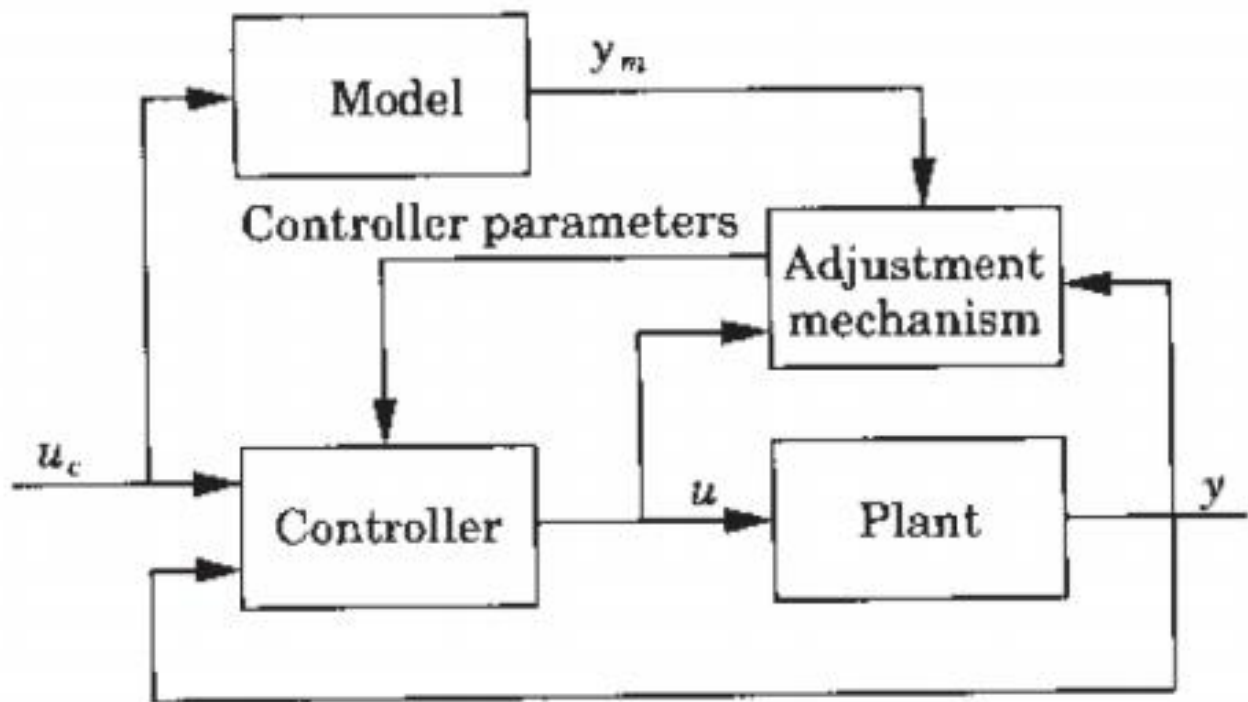 y_m
Model
Controller parameters
Adjustment
mechanism
u_c
Controller
u
Plant
y